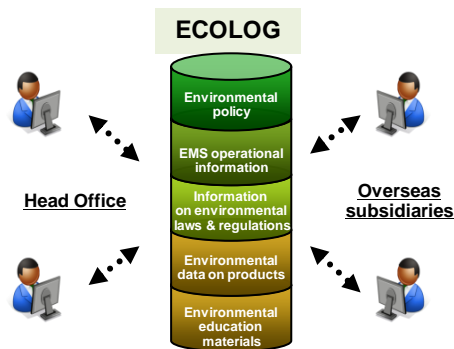 ECOLOG
Environmental
policy
EMS operational
information
Head Office
Information
on environmental
laws & regulations
Overseas
subsidiaries
Environmental
data on products
Environmental
education
materials